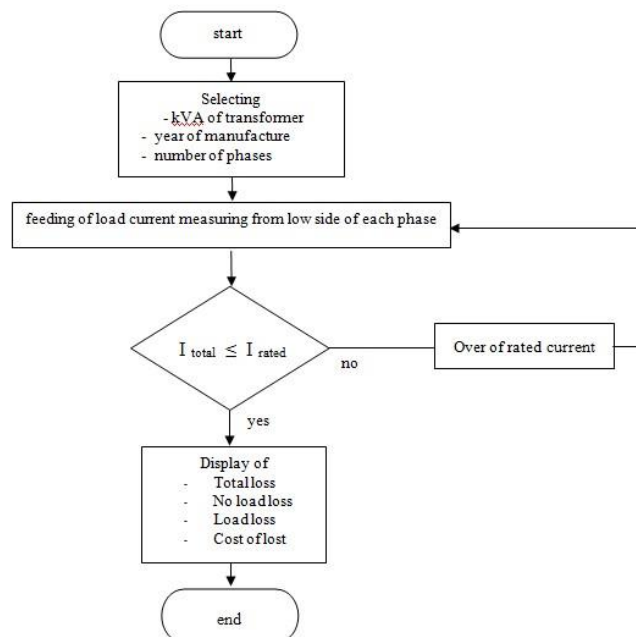 start
Selecting
- kVA of transformer
- year of manufacture
- number of phases
feeding of load current measuring from low side of each phase
I total ≤ I rated
no
Over of rated current
yes
Display of
- Total loss
- No load loss
- Load loss
- Cost of lost
end